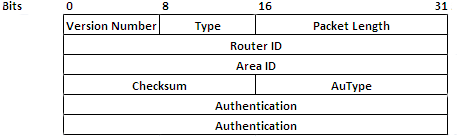 Bits 0 8 16 31
Version Number Type Packet Length
Router ID
Area ID
Checksum AuType
Authentication
Authentication